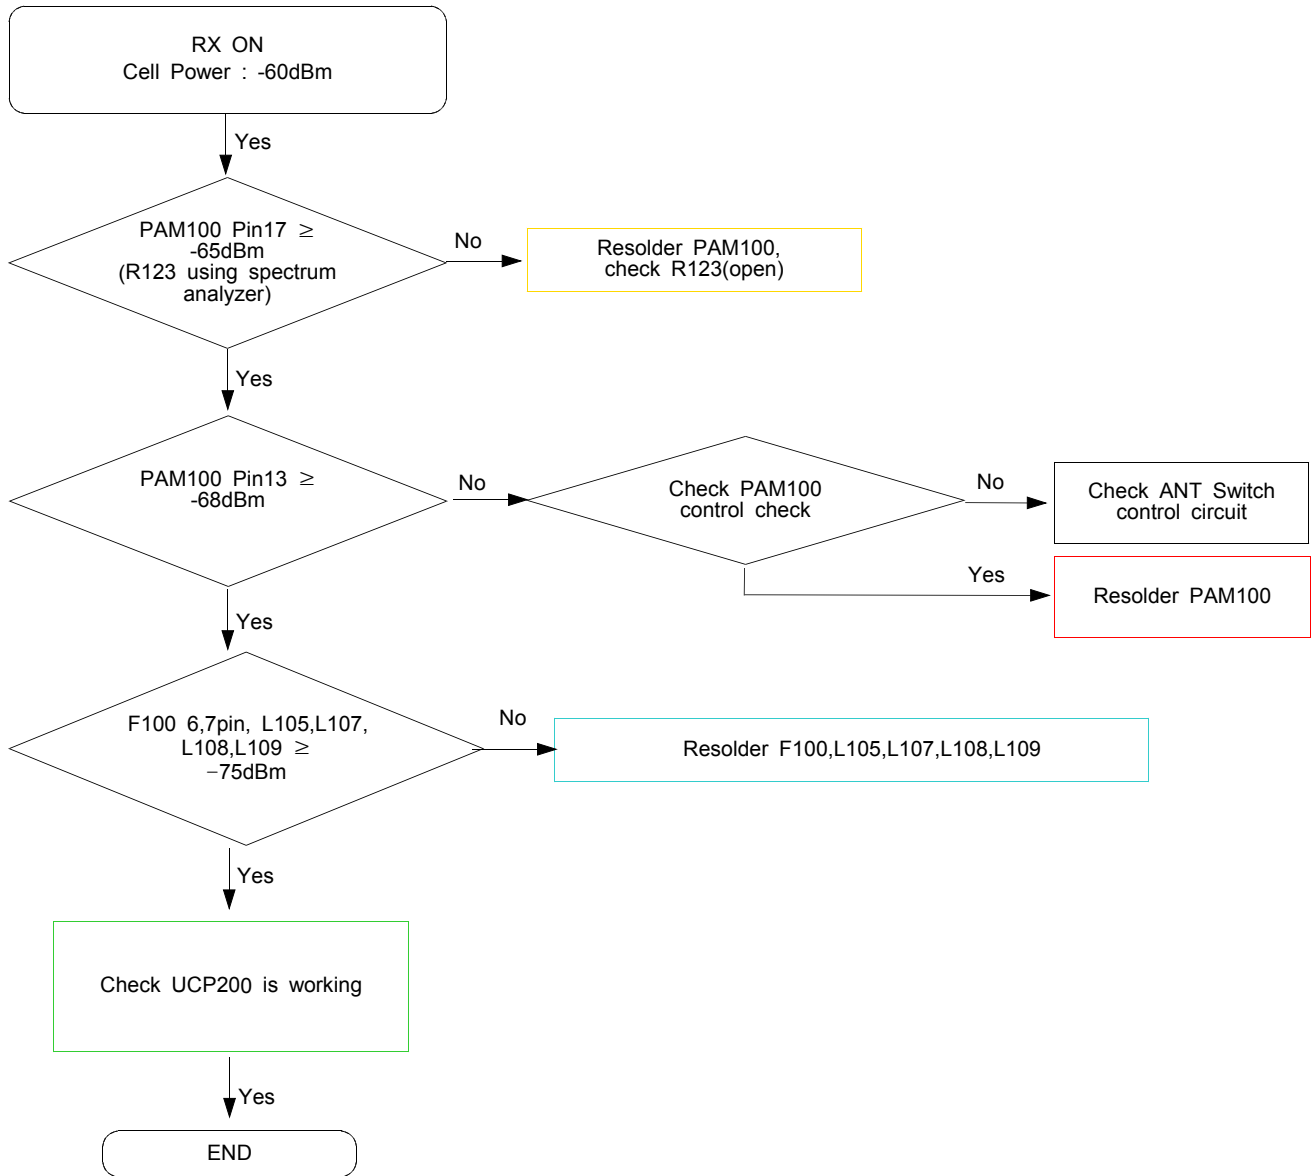 RX ON
Cell Power : -60dBm
Yes
PAM100 Pin17 ≥
-65dBm
(R123 using spectrum
analyzer)
No
Resolder PAM100,
check R123(open)
Yes
PAM100 Pin13 ≥
-68dBm
No
Check PAM100
control check
No
Check ANT Switch
control circuit
Yes
Resolder PAM100
Yes
F100 6,7pin, L105,L107,
L108,L109 ≥
−75dBm
No
Resolder F100,L105,L107,L108,L109
Yes
Check UCP200 is working
Yes
END